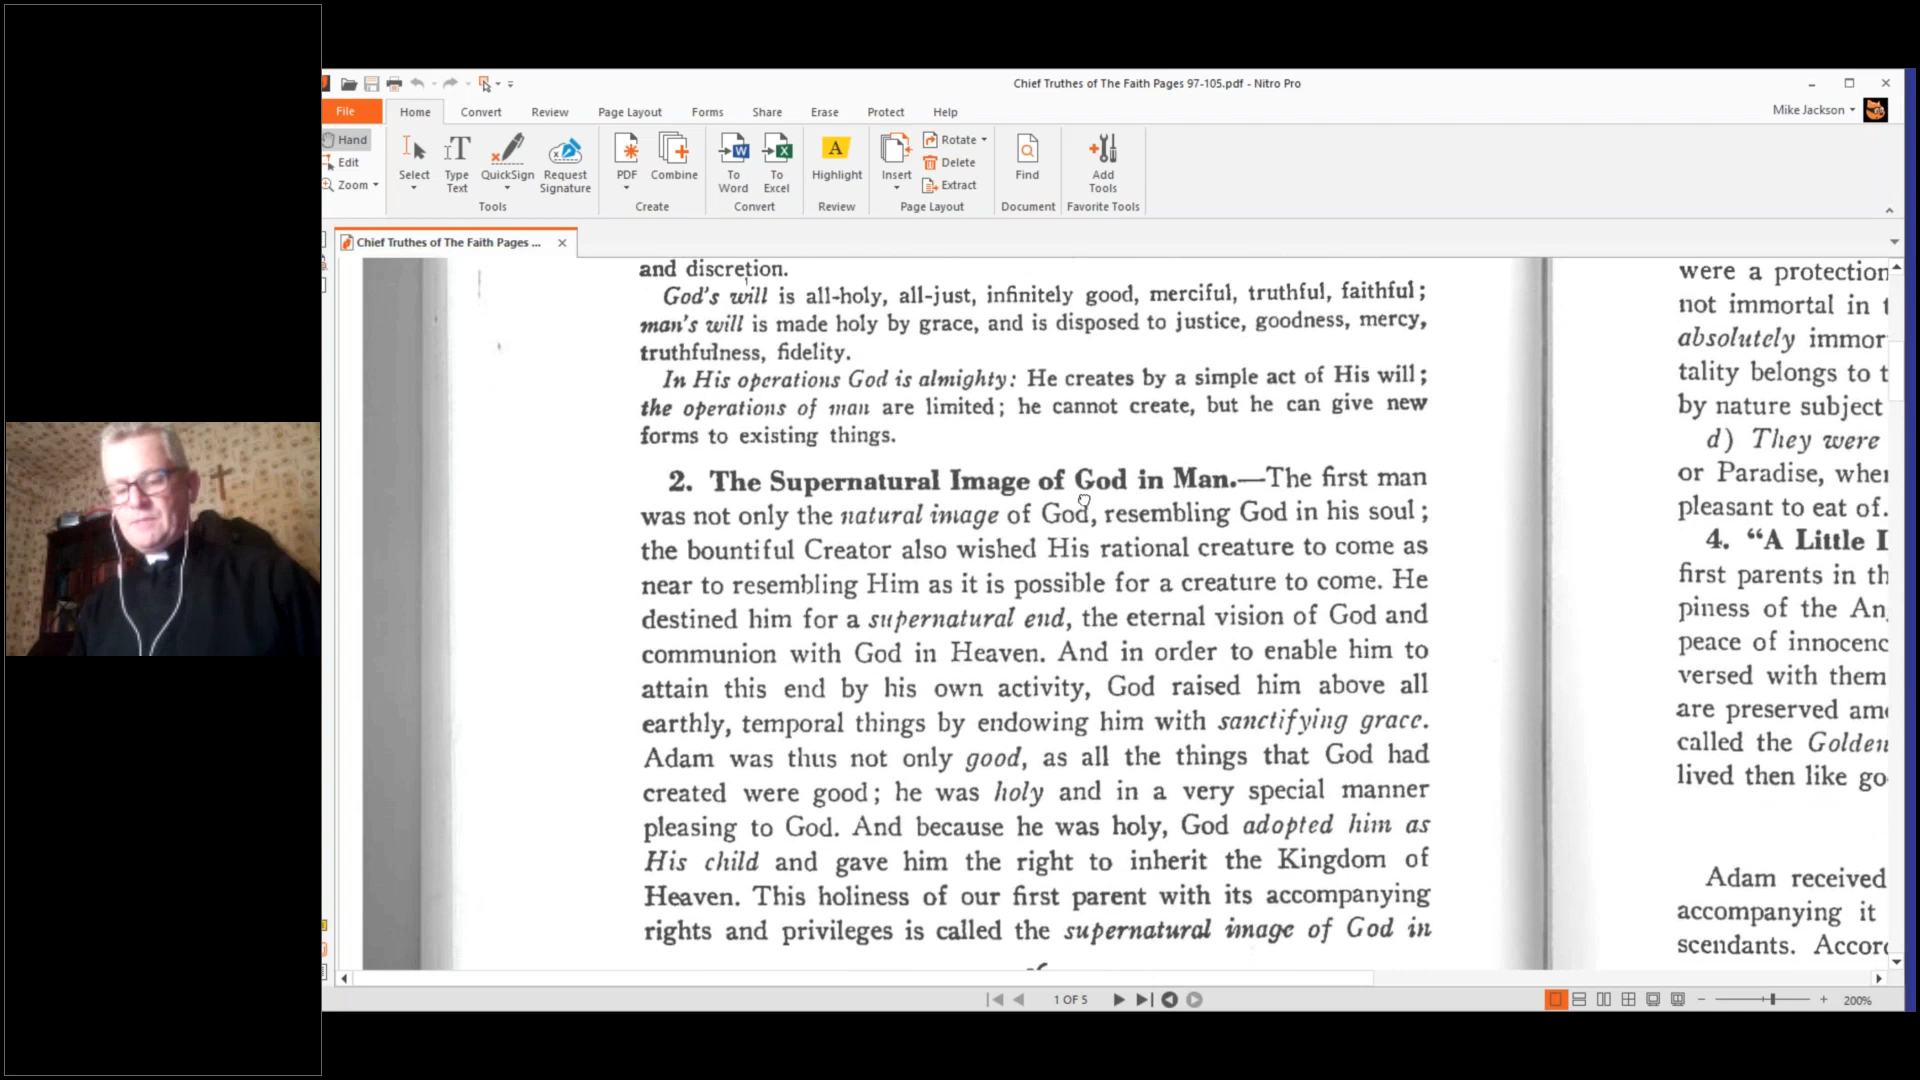 Chief Truthes of The Faith Pages 97-105.pdf - Nitro Pro
File Home Convert Review Page Layout Forms Share Erase Protect Help
Mike Jackson
Hand
Edit
Zoom
Select
Type Text
QuickSign
Request Signature
Tools
PDF
Combine
Create
To Word
To Excel
Convert
Highlight
Review
Insert
Rotate
Delete
Extract
Page Layout
Find
Document
Add Tools
Favorite Tools
Chief Truthes of The Faith Pages ...
and discretion.
God's will is all-holy, all-just, infinitely good, merciful, truthful, faithful;
man's will is made holy by grace, and is disposed to justice, goodness, mercy,
truthfulness, fidelity.
In His operations God is almighty: He creates by a simple act of His will;
the operations of man are limited; he cannot create, but he can give new
forms to existing things.
2. The Supernatural Image of God in Man.—The first man
was not only the natural image of God, resembling God in his soul;
the bountiful Creator also wished His rational creature to come as
near to resembling Him as it is possible for a creature to come. He
destined him for a supernatural end, the eternal vision of God and
communion with God in Heaven. And in order to enable him to
attain this end by his own activity, God raised him above all
earthly, temporal things by endowing him with sanctifying grace.
Adam was thus not only good, as all the things that God had
created were good; he was holy and in a very special manner
pleasing to God. And because he was holy, God adopted him as
His child and gave him the right to inherit the Kingdom of
Heaven. This holiness of our first parent with its accompanying
rights and privileges is called the supernatural image of God in
were a protection
not immortal in t
absolutely immor
tality belongs to t
by nature subject
d) They were
or Paradise, wher
pleasant to eat of.
4. "A Little
first parents in th
piness of the An
peace of innocenc
versed with them
are preserved am
called the Golden
lived then like go
Adam received
accompanying it
scendants. Accor
1 OF 5
200%